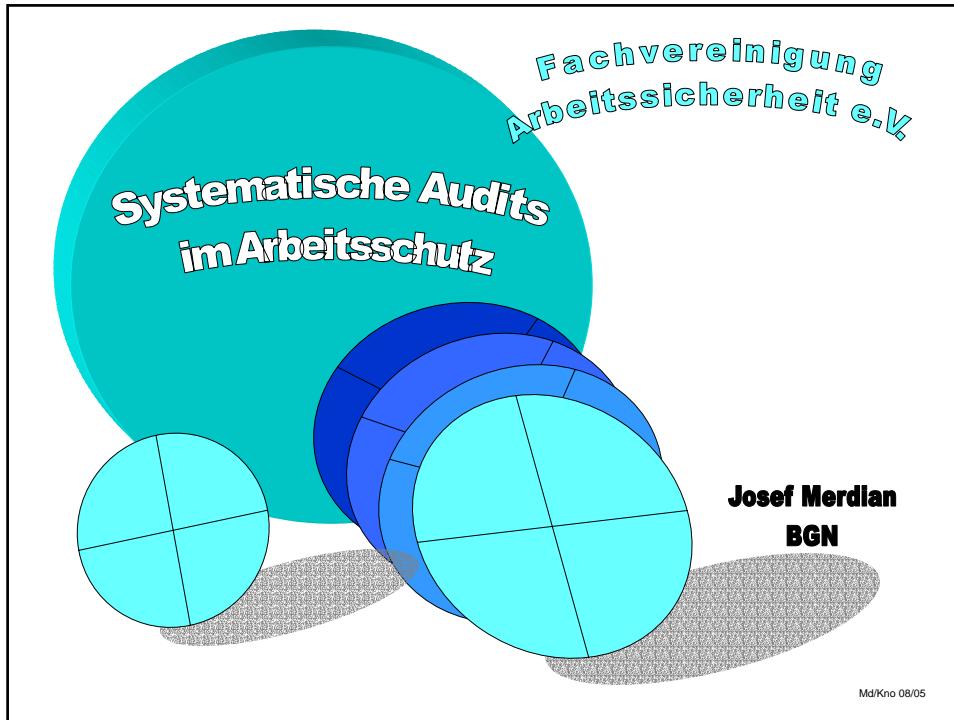 Fachvereinigung
Arbeitssicherheit e.V.
Systematische Audits
im Arbeitsschutz
Josef Merdian
BGN
Md/Kno 08/05